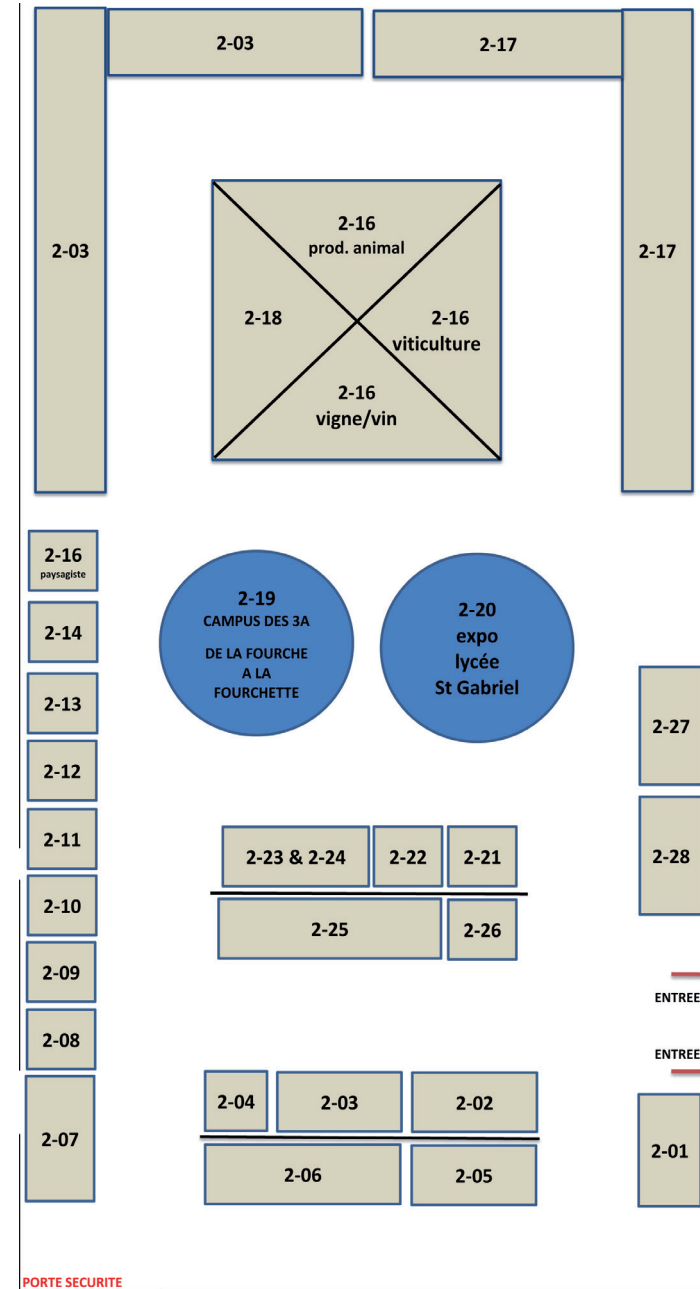 2-03
2-17
2-03
2-17
2-16
prod. animal
2-18
2-16
viticulture
2-16
vigne/vin
2-16
paysagiste
2-14
2-13
2-12
2-11
2-10
2-09
2-08
2-07
2-19
CAMPUS DES 3A
DE LA FOURCHE
A LA
FOURCHETTE
2-20
expo
lycée
St Gabriel
2-27
2-28
2-23 & 2-24
2-22
2-21
2-25
2-26
ENTREE
ENTREE
2-04
2-03
2-02
2-06
2-05
2-01
PORTE SECURITE